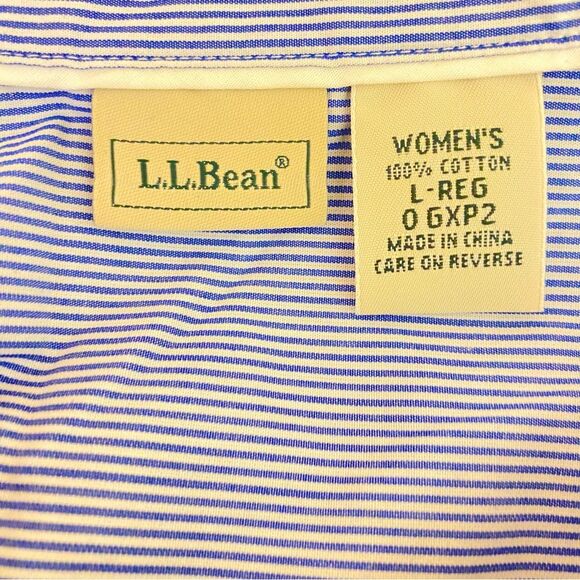 L.L.Bean®
WOMEN'S
100% COTTON
L-REG
0 GXP2
MADE IN CHINA
CARE ON REVERSE